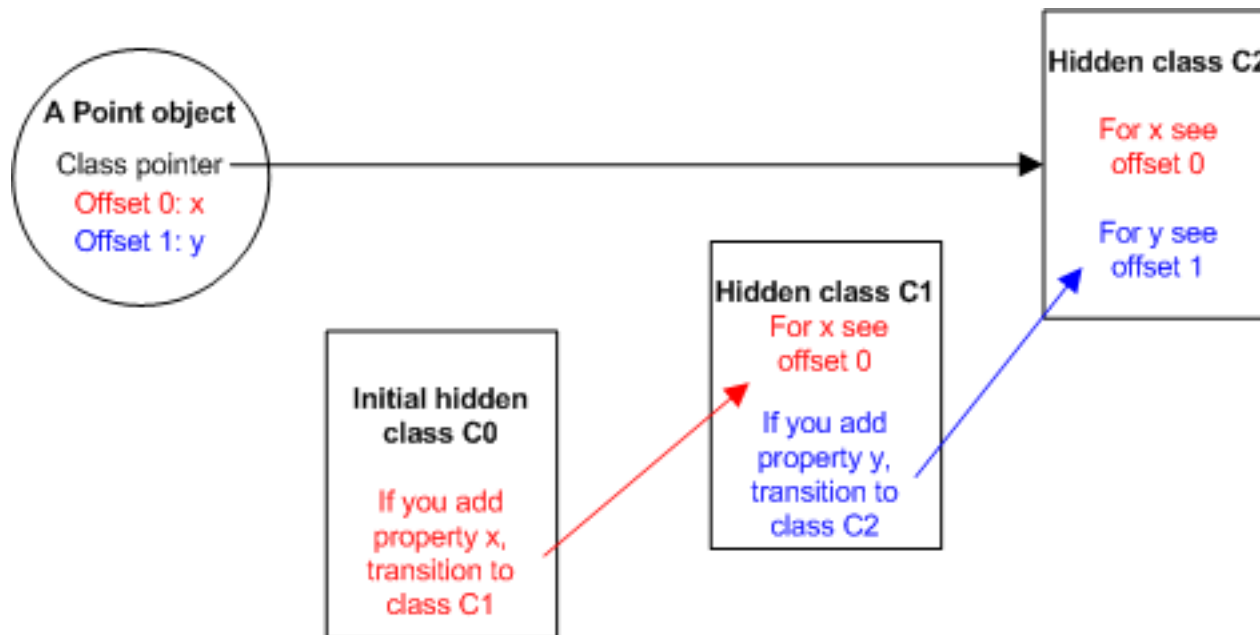 A Point object
Class pointer
Offset 0: x
Offset 1: y
Initial hidden
class C0
If you add
property x,
transition to
class C1
Hidden class C1
For x see
offset 0
If you add
property y,
transition to
class C2
Hidden class C2
For x see
offset 0
For y see
offset 1